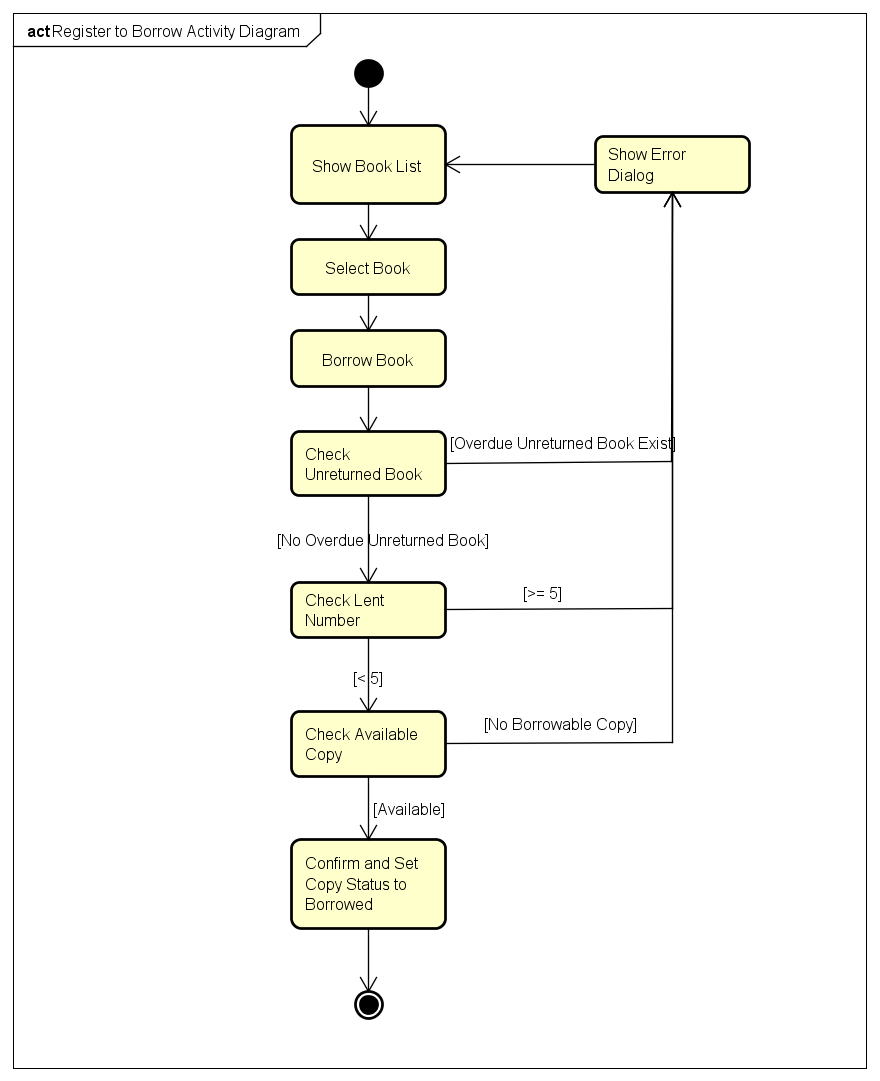 act Register to Borrow Activity Diagram
Show Book List
Show Error
Dialog
Select Book
Borrow Book
Check
Unreturned Book
[Overdue Unreturned Book Exist]
[No Overdue Unreturned Book]
Check Lent
Number
[>= 5]
[< 5]
Check Available
Copy
[No Borrowable Copy]
[Available]
Confirm and Set
Copy Status to
Borrowed